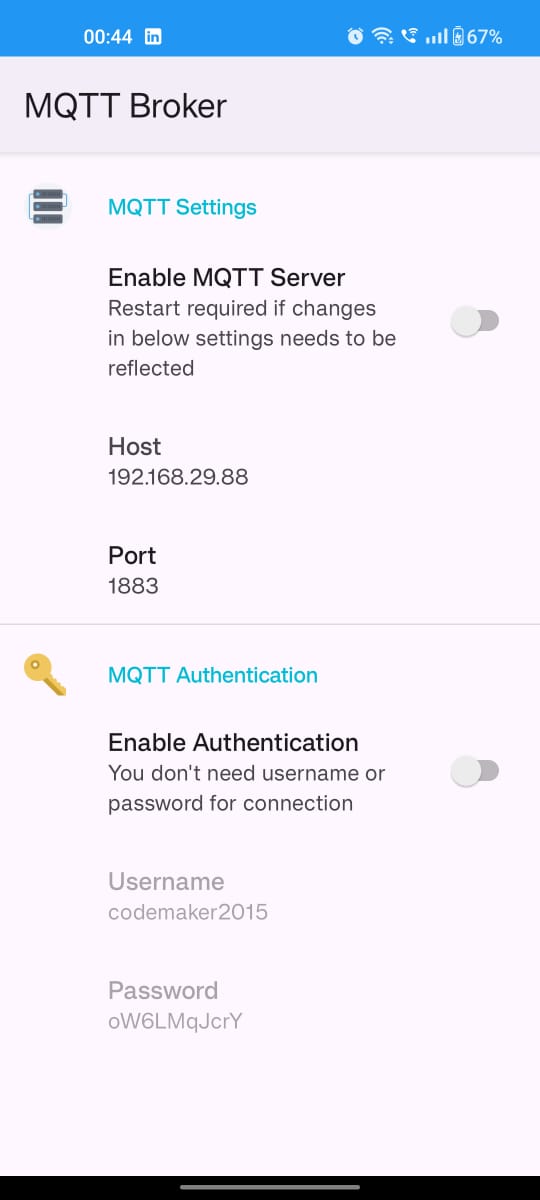 00:44 in 67%
MQTT Broker
MQTT Settings
Enable MQTT Server
Restart required if changes
in below settings needs to be
reflected
Host
192.168.29.88
Port
1883
MQTT Authentication
Enable Authentication
You don't need username or
password for connection
Username
codemaker2015
Password
oW6LMqJcrY